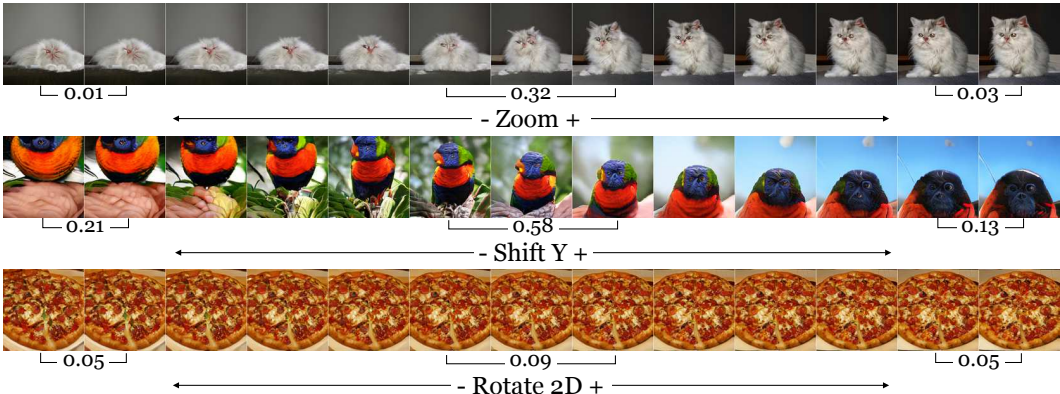 0.01 0.32 0.03
- Zoom +
0.21 0.58 0.13
- Shift Y +
0.05 0.09 0.05
- Rotate 2D +